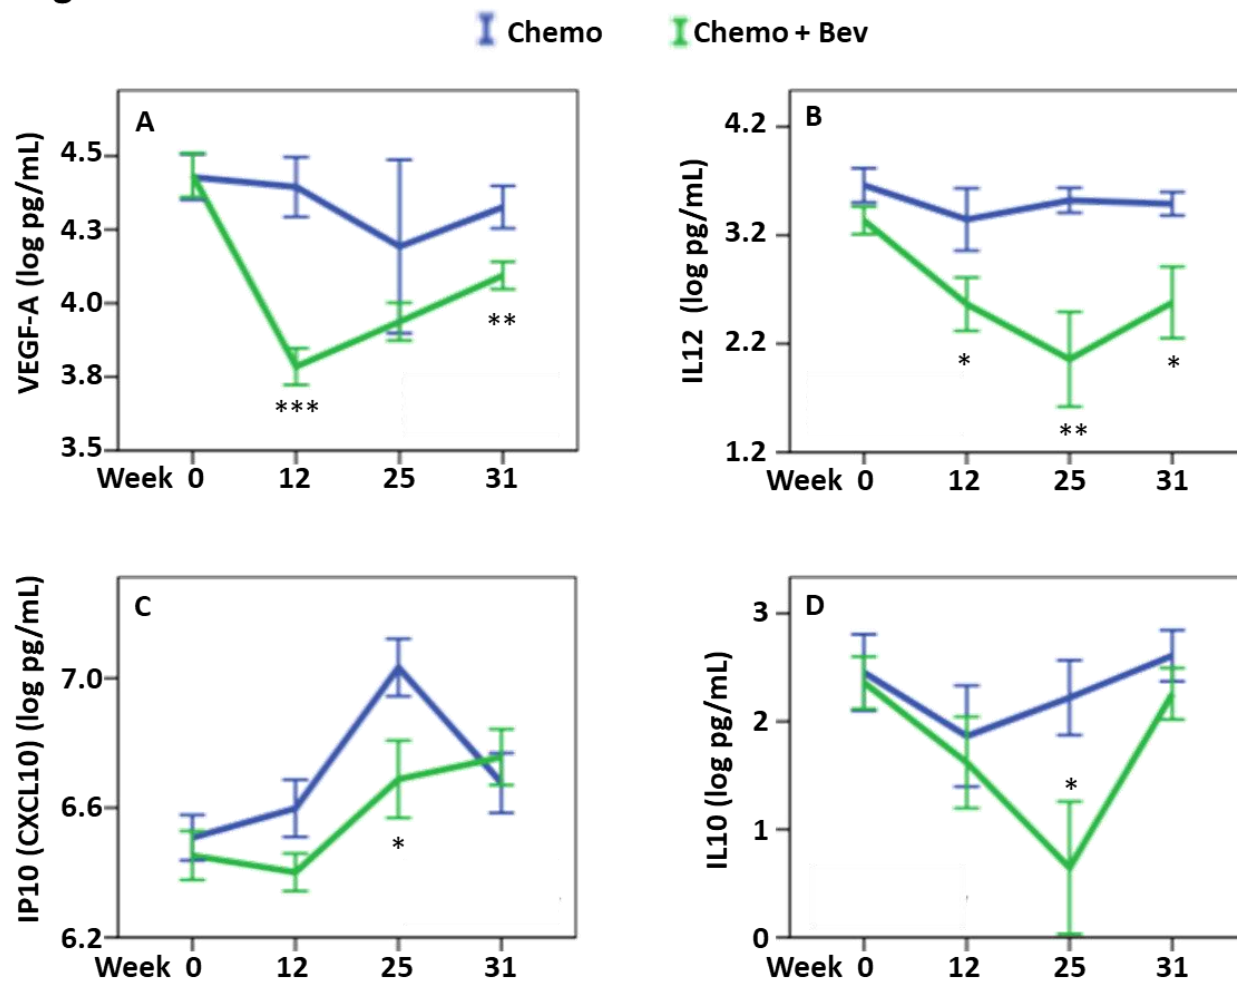 Chemo Chemo + Bev
A
VEGF-A (log pg/mL)
4.5
4.3
4.0
3.8
3.5
***
**
Week 0 12 25 31
B
IL12 (log pg/mL)
4.2
3.2
2.2
1.2
*
**
*
Week 0 12 25 31
C
IP10 (CXCL10) (log pg/mL)
7.0
6.6
6.2
*
Week 0 12 25 31
D
IL10 (log pg/mL)
3
2
1
0
*
Week 0 12 25 31